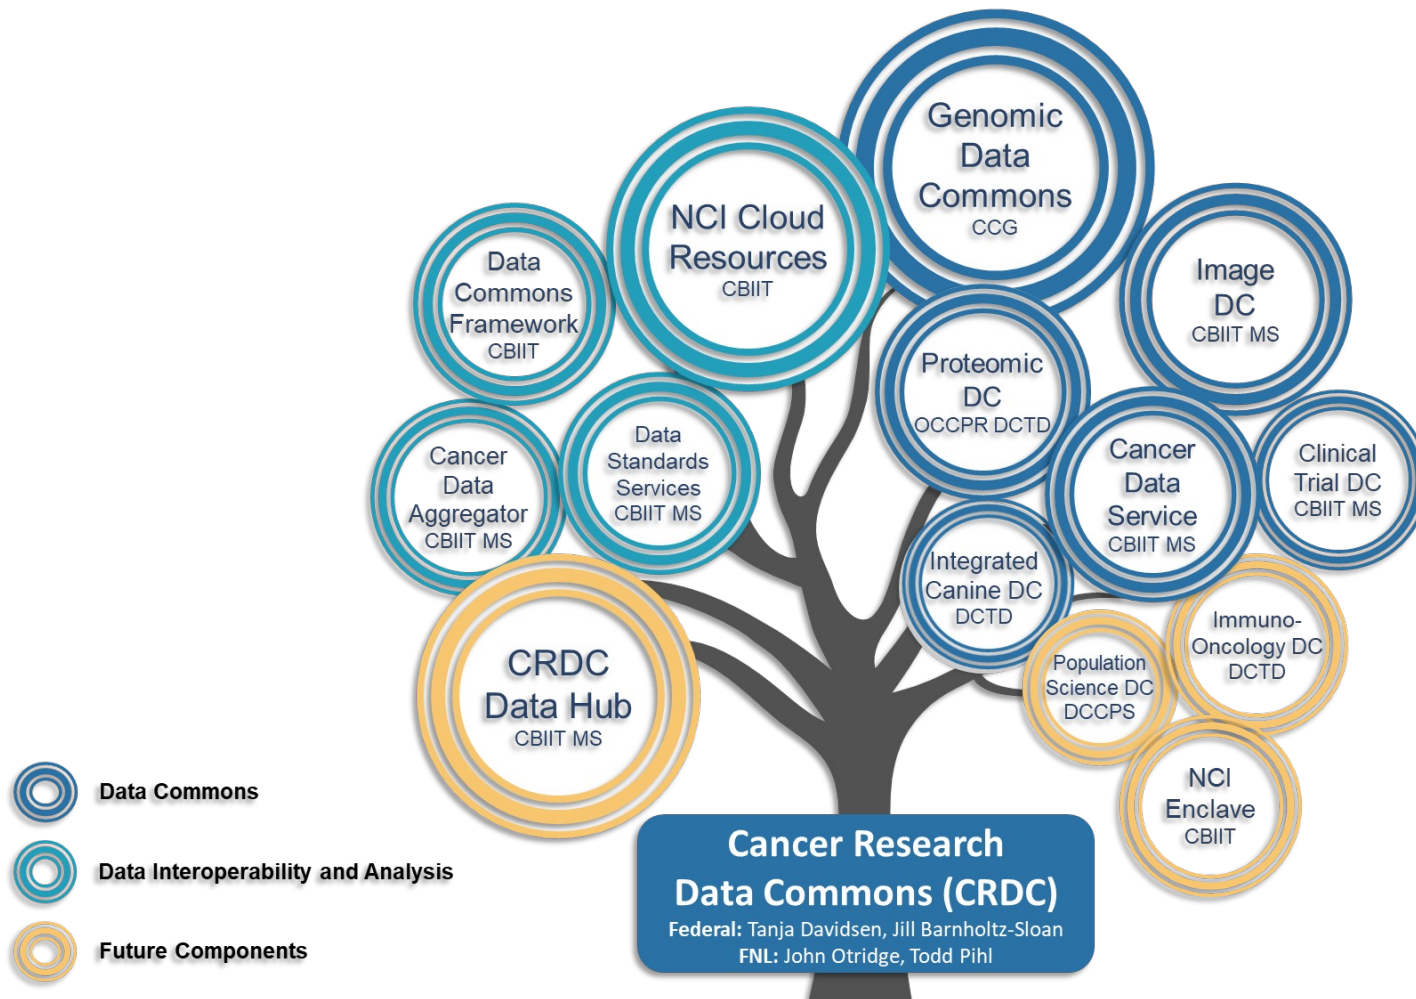 Genomic
Data
Commons
CCG
NCI Cloud
Resources
CBIIT
Data
Commons
Framework
CBIIT
Image
DC
CBIIT MS
Proteomic
DC
OCCPR DCTD
Cancer
Data
Aggregator
CBIIT MS
Data
Standards
Services
CBIIT MS
Cancer
Data
Service
CBIIT MS
Clinical
Trial DC
CBIIT MS
Integrated
Canine DC
DCTD
Immuno-
Oncology DC
DCTD
Population
Science DC
DCCPS
CRDC
Data Hub
CBIIT MS
NCI
Enclave
CBIIT
Data Commons
Data Interoperability and Analysis
Future Components
Cancer Research
Data Commons (CRDC)
Federal: Tanja Davidsen, Jill Barnholtz-Sloan
FNL: John Otridge, Todd Pihl